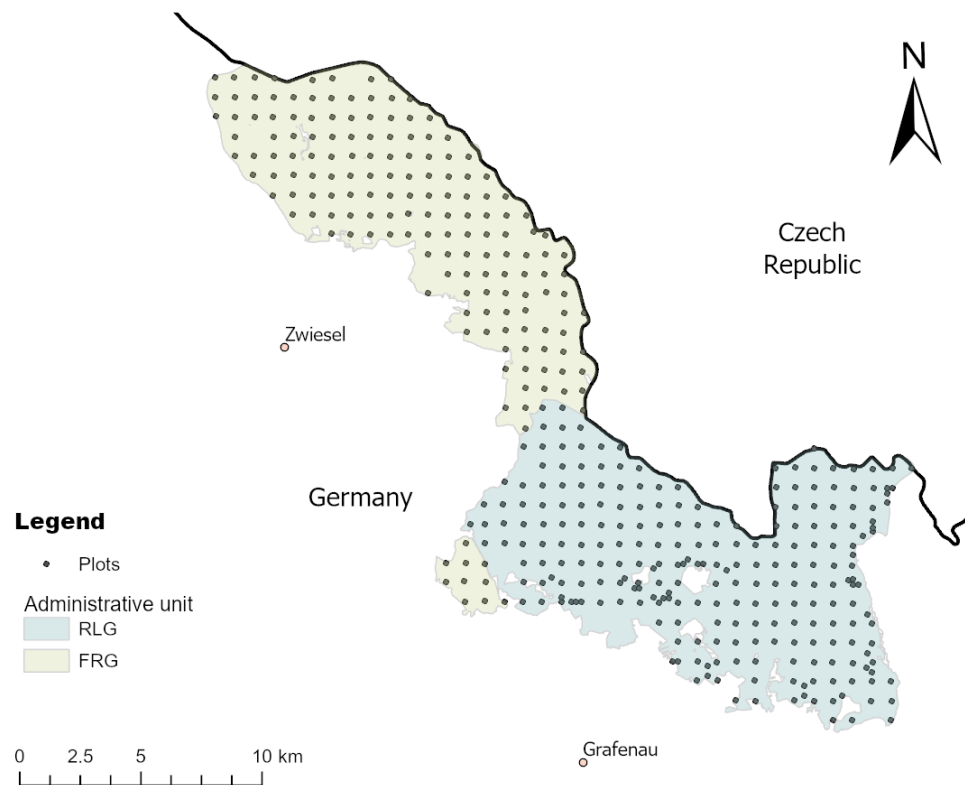 N
Czech
Republic
Zwiesel
Germany
Legend
Plots
Administrative unit
RLG
FRG
0 2.5 5 10 km
Grafenau